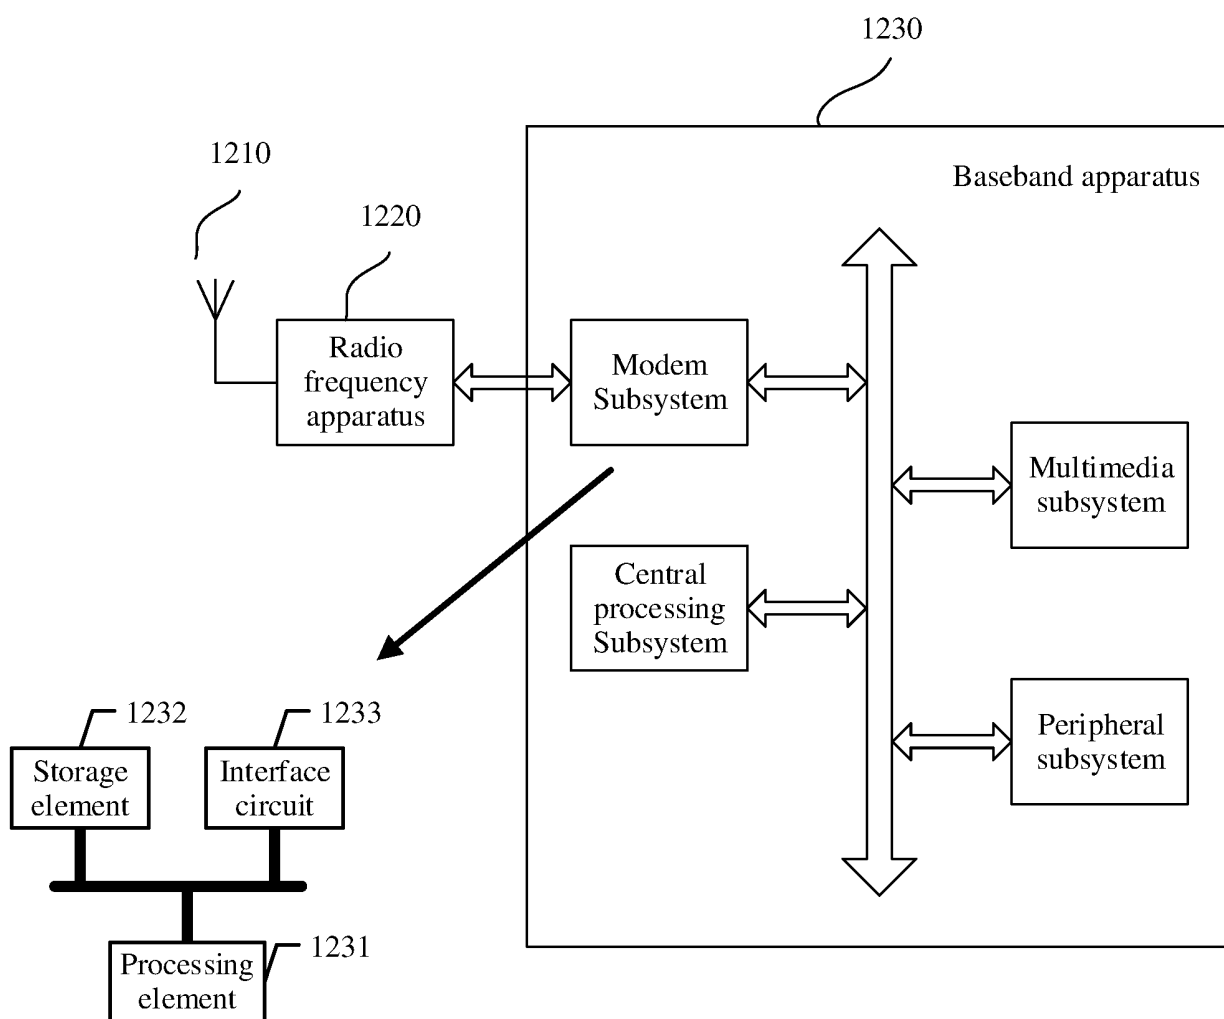 1230
1210
Baseband apparatus
1220
Radio
frequency
apparatus
Modem
Subsystem
Multimedia
subsystem
Central
processing
Subsystem
1232
1233
Peripheral
subsystem
Storage
element
Interface
circuit
1231
Processing
element